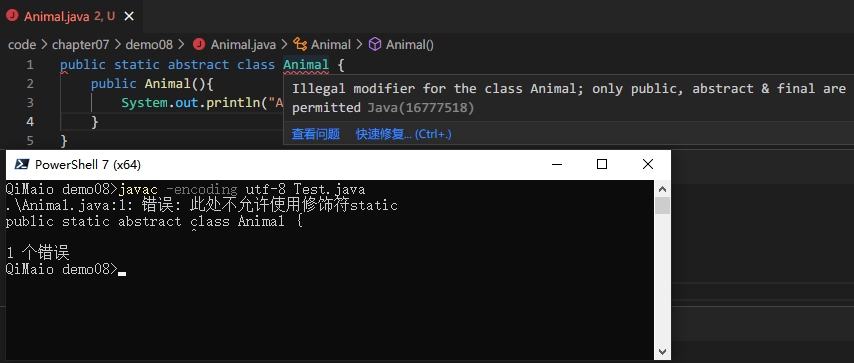 Animal.java 2, U
code > chapter07 > demo08 > Animal.java > Animal > Animal()
1 public static abstract class Animal {
2 public Animal(){
3 System.out.println("A
4 }
5 }
Illegal modifier for the class Animal; only public, abstract & final are
permitted Java(16777518)
查看问题 快速修复... (Ctrl+.)
PowerShell 7 (x64)
QiMaio demo08>javac -encoding utf-8 Test.java
.\Animal.java:1: 错误: 此处不允许使用修饰符static
public static abstract class Animal {
^
1 个错误
QiMaio demo08>